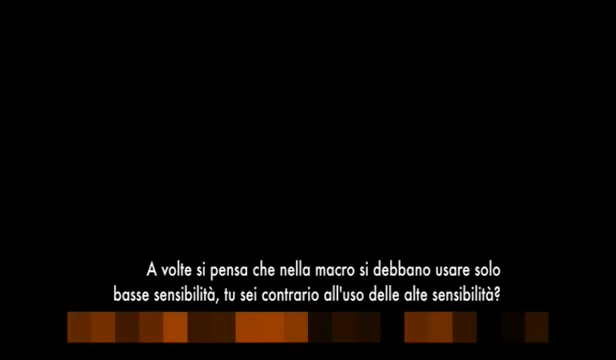 A volte si pensa che nella macro si debbano usare solo
basse sensibilità, tu sei contrario all'uso delle alte sensibilità?